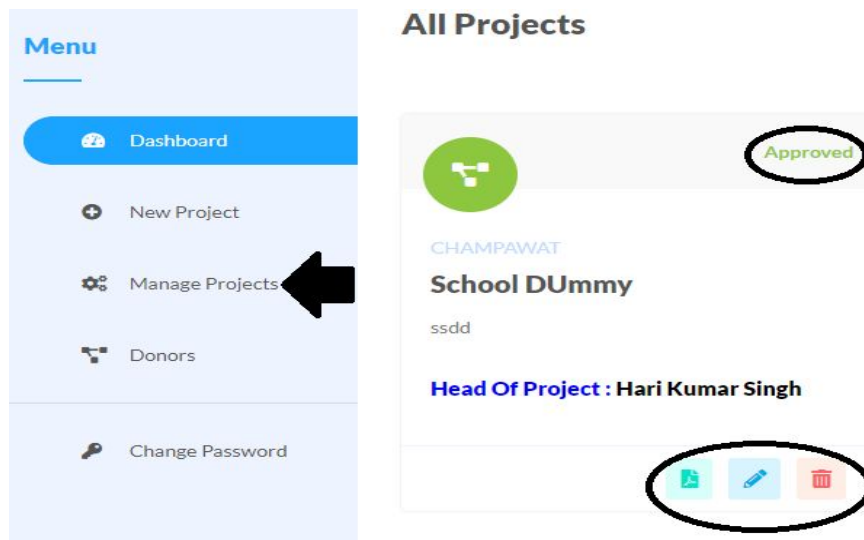 Menu
Dashboard
New Project
Manage Projects
Donors
Change Password
All Projects
Approved
CHAMPAWAT
School DUmmy
ssdd
Head Of Project : Hari Kumar Singh